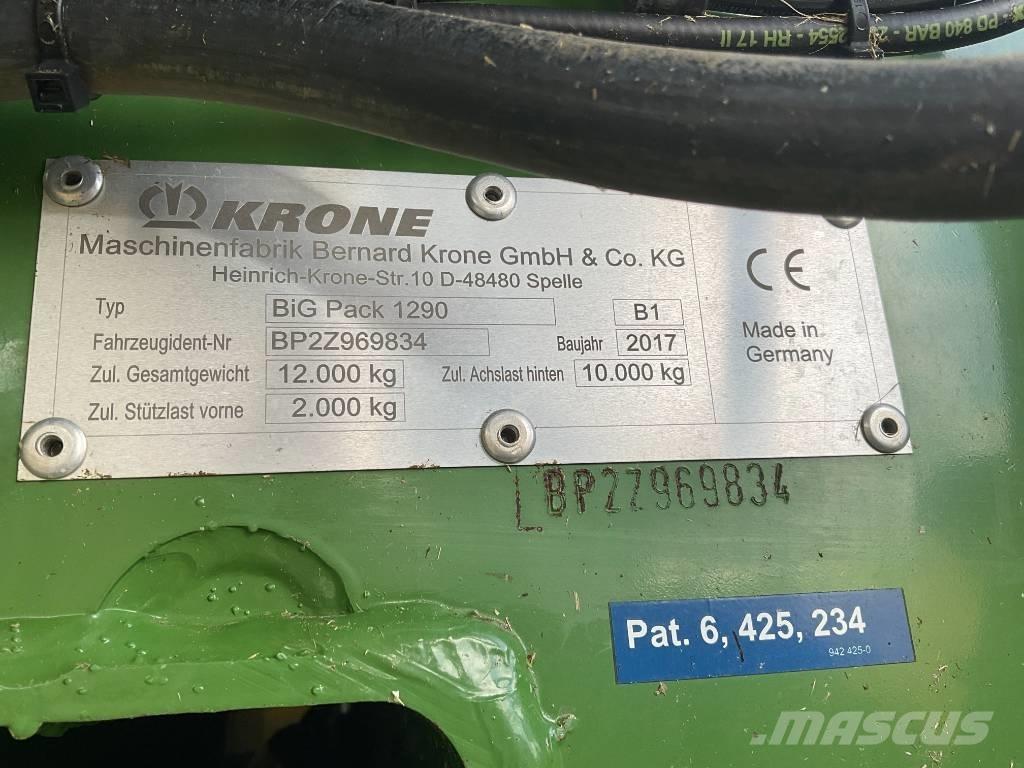 PD 840 BAR - 2
2554 - RH 17 II
KRONE
Maschinenfabrik Bernard Krone GmbH & Co. KG
Heinrich-Krone-Str.10 D-48480 Spelle
CE
Typ BiG Pack 1290 B1
Fahrzeugident-Nr BP2Z969834 Baujahr 2017
Made in
Germany
Zul. Gesamtgewicht 12.000 kg Zul. Achslast hinten 10.000 kg
Zul. Stützlast vorne 2.000 kg
BP2Z969834
Pat. 6, 425, 234
942 425-0
MASCUS